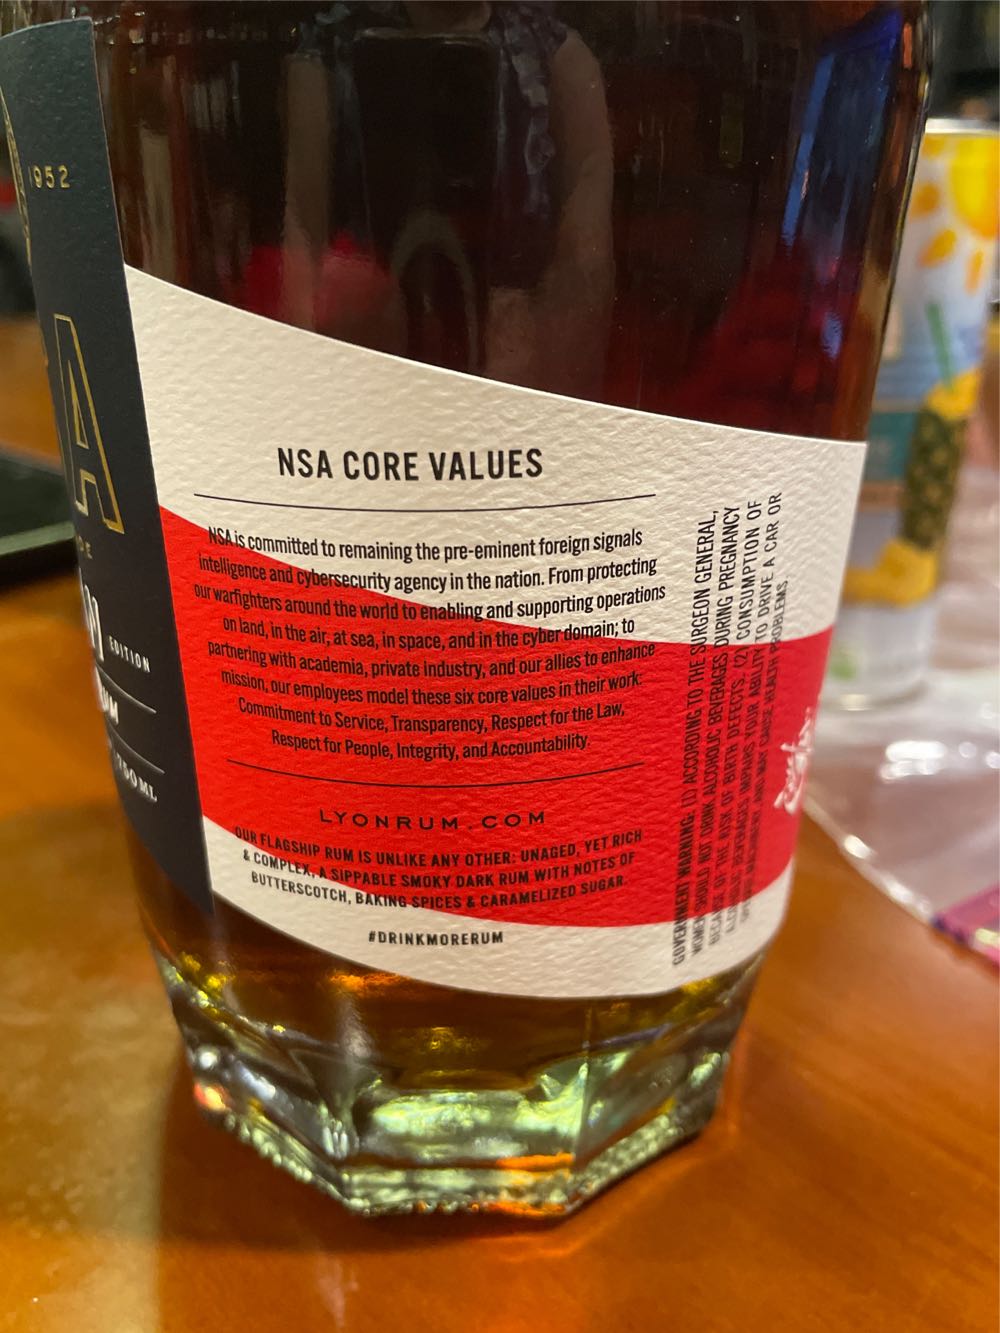 1952
A
EDITION
750 ML
NSA CORE VALUES
NSA is committed to remaining the pre-eminent foreign signals
intelligence and cybersecurity agency in the nation. From protecting
our warfighters around the world to enabling and supporting operations
on land, in the air, at sea, in space, and in the cyber domain; to
partnering with academia, private industry, and our allies to enhance
mission, our employees model these six core values in their work:
Commitment to Service, Transparency, Respect for the Law,
Respect for People, Integrity, and Accountability.
LYONRUM.COM
OUR FLAGSHIP RUM IS UNLIKE ANY OTHER: UNAGED, YET RICH
& COMPLEX, A SIPPABLE SMOKY DARK RUM WITH NOTES OF
BUTTERSCOTCH, BAKING SPICES & CARAMELIZED SUGAR.
#DRINKMORERUM
GOVERNMENT WARNING: (1) ACCORDING TO THE SURGEON GENERAL,
WOMEN SHOULD NOT DRINK ALCOHOLIC BEVERAGES DURING PREGNANCY
BECAUSE OF THE RISK OF BIRTH DEFECTS. (2) CONSUMPTION OF
ALCOHOLIC BEVERAGES IMPAIRS YOUR ABILITY TO DRIVE A CAR OR
OPERATE MACHINERY, AND MAY CAUSE HEALTH PROBLEMS.